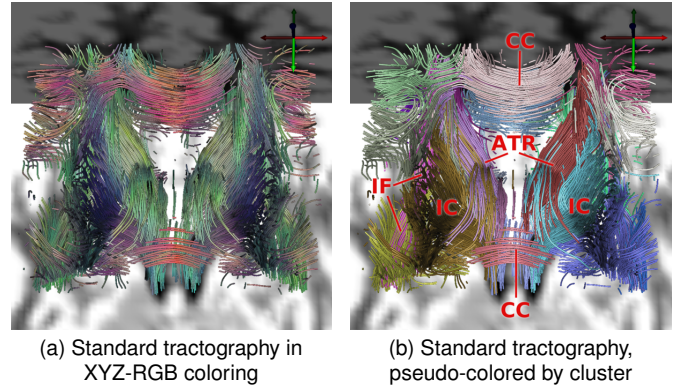 CC
ATR
IF
IC
IC
CC
(a) Standard tractography in
XYZ-RGB coloring
(b) Standard tractography,
pseudo-colored by cluster